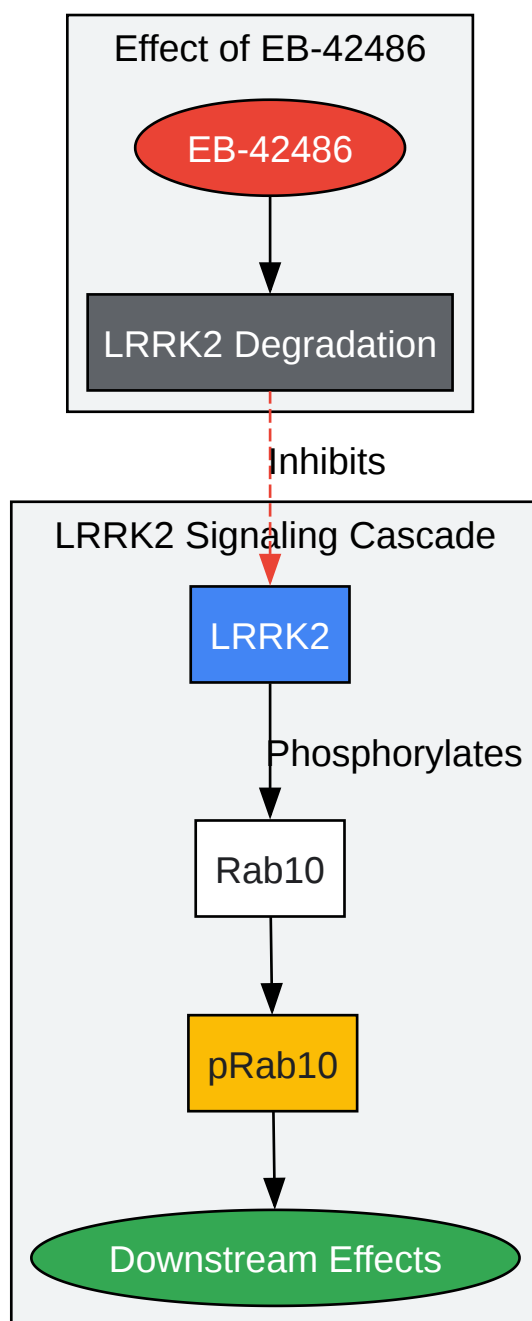 Effect of EB-42486
EB-42486
LRRK2 Degradation
Inhibits
LRRK2 Signaling Cascade
LRRK2
Phosphorylates
Rab10
pRab10
Downstream Effects